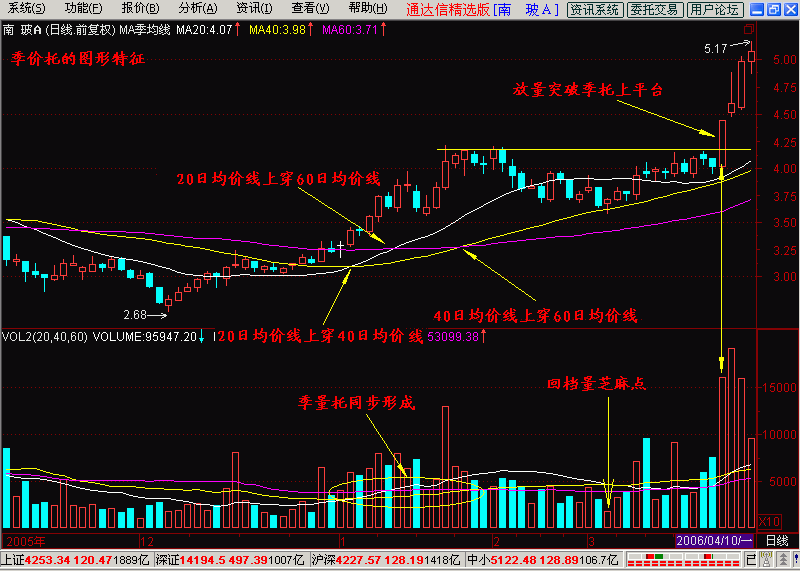 系统(S) 功能(F) 报价(B) 分析(A) 资讯(I) 查看(V) 帮助(H) 通达信精选版[南 玻A] 资讯系统 委托交易 用户论坛
南 玻A (日线.前复权) MA季均线 MA20:4.07↑ MA40:3.98↑ MA60:3.71↑
5.17
季价托的图形特征
5.00
放量突破季托上平台
4.75
4.50
4.25
4.00
20日均价线上穿60日均价线
3.75
3.50
3.25
3.00
2.68
40日均价线上穿60日均价线
VOL2(20,40,60) VOLUME:95947.20↓ 20日均价线上穿40日均价线 53099.38↑
回档量芝麻点
15000
季量托同步形成
10000
5000
X10
2005年 12 1 2 3 2006/04/10/一 日线
上证4253.34 120.47 1889亿 深证14194.5 497.39 1007亿 沪深4227.57 128.19 1418亿 中小5122.48 128.89 106.7亿